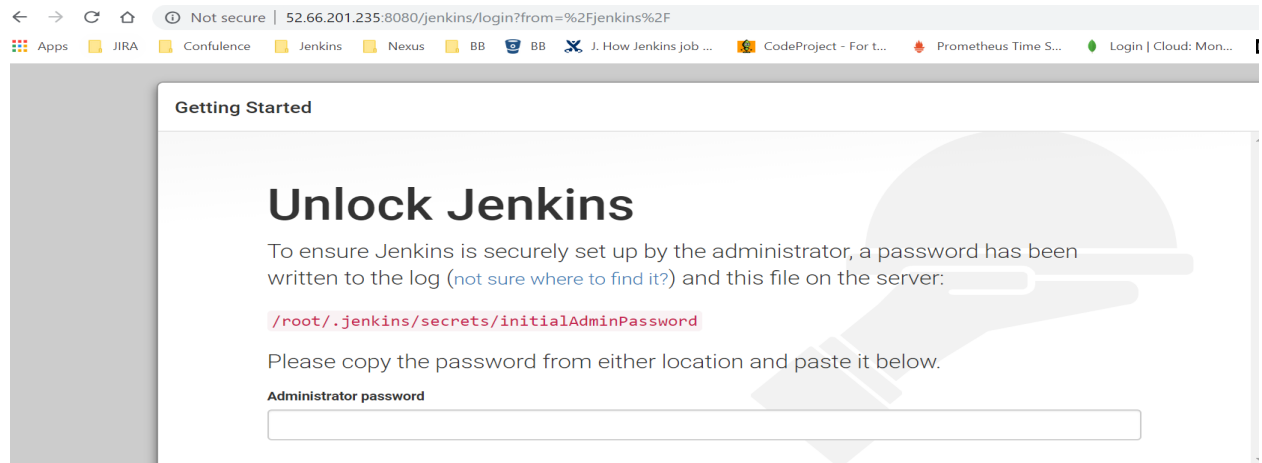 Not secure | 52.66.201.235:8080/jenkins/login?from=%2Fjenkins%2F
Apps JIRA Confulence Jenkins Nexus BB BB J. How Jenkins job ... CodeProject - For t... Prometheus Time S... Login | Cloud: Mon...
Getting Started
Unlock Jenkins
To ensure Jenkins is securely set up by the administrator, a password has been
written to the log (not sure where to find it?) and this file on the server:
/root/.jenkins/secrets/initialAdminPassword
Please copy the password from either location and paste it below.
Administrator password